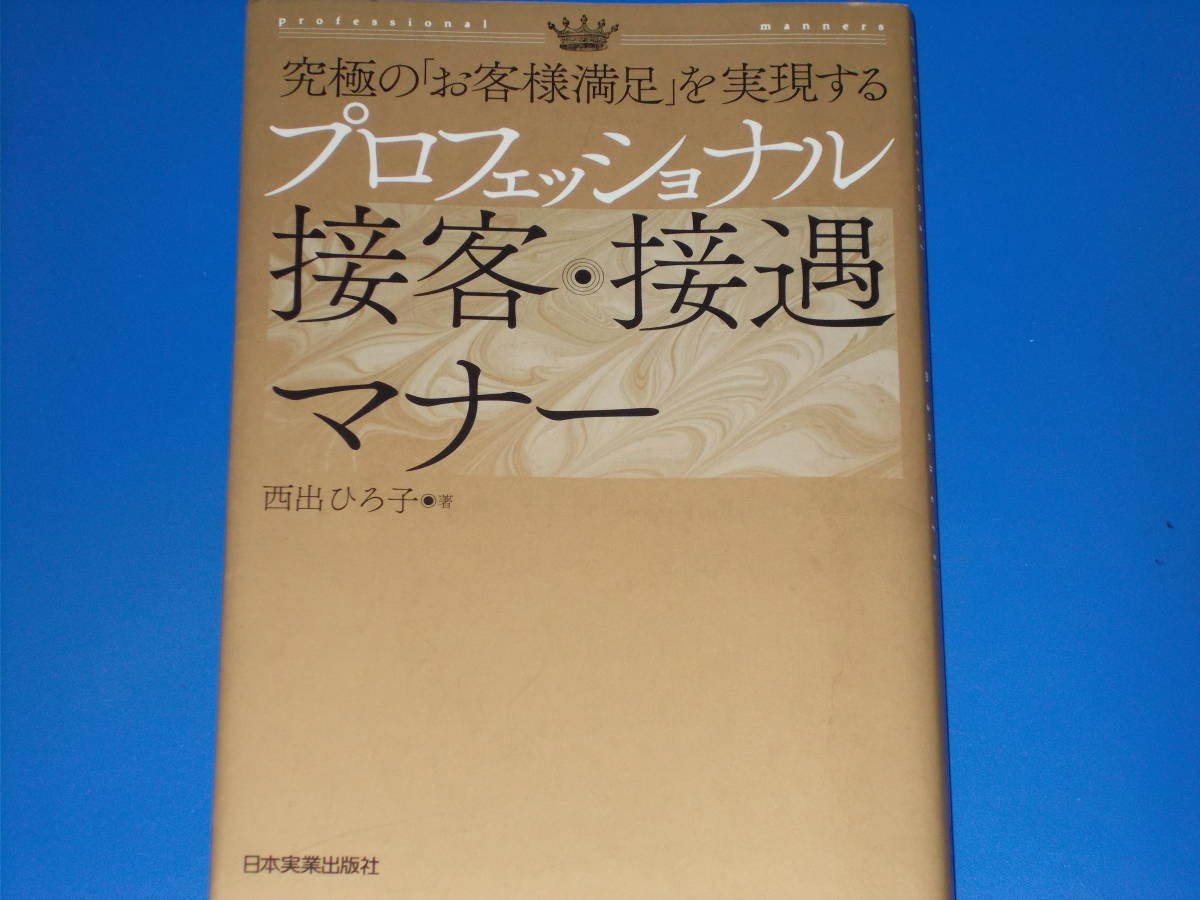 professional manners
究極の「お客様満足」を実現する
プロフェッショナル
接客・接遇
マナー
西出ひろ子◉著
日本実業出版社